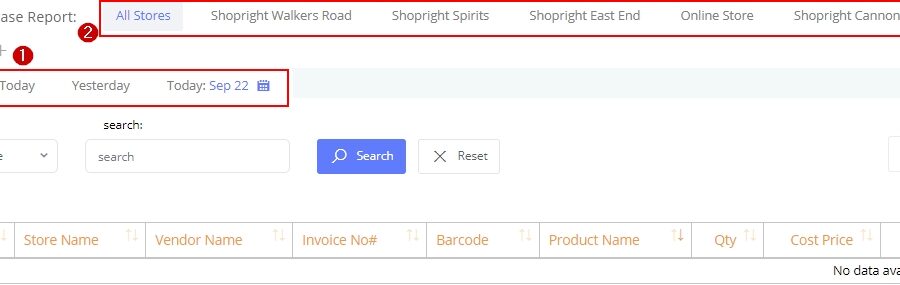 ase Report: All Stores Shopright Walkers Road Shopright Spirits Shopright East End Online Store Shopright Cannon
2
1
Today Yesterday Today: Sep 22
search:
e search Search Reset
Store Name Vendor Name Invoice No# Barcode Product Name Qty Cost Price
No data ava